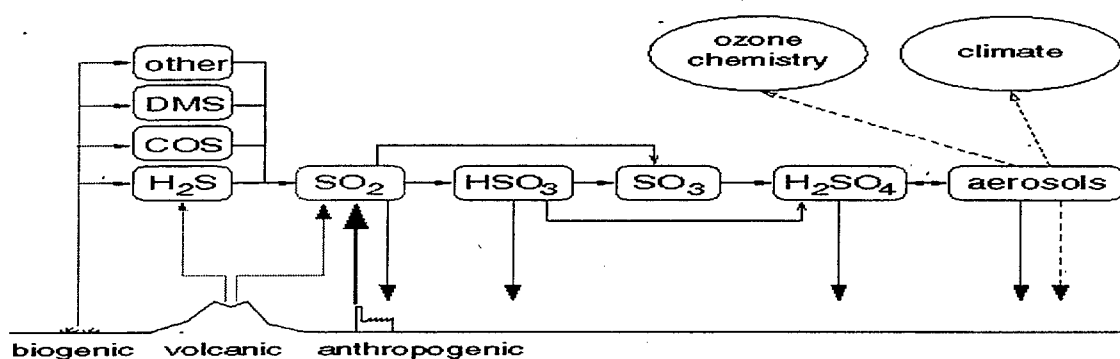 ozone
chemistry
climate
other
DMS
COS
H₂S
SO₂
HSO₃
SO₃
H₂SO₄
aerosols
biogenic volcanic anthropogenic